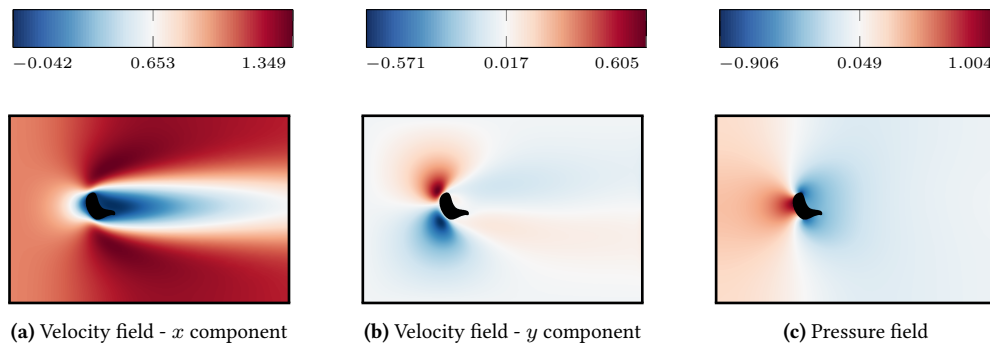 −0.042 0.653 1.349
−0.571 0.017 0.605
−0.906 0.049 1.004
(a) Velocity field - x component
(b) Velocity field - y component
(c) Pressure field